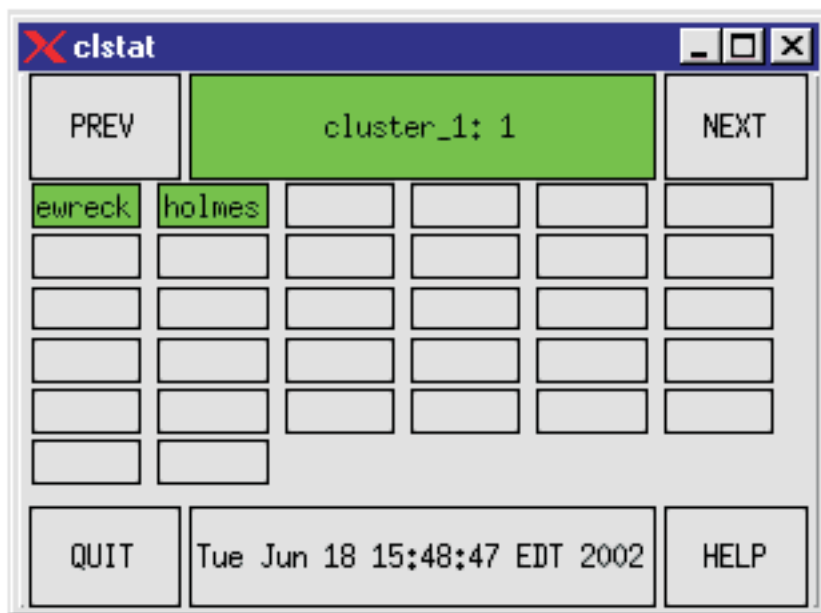 clstat
PREV cluster_1: 1 NEXT
ewreck holmes
QUIT Tue Jun 18 15:48:47 EDT 2002 HELP